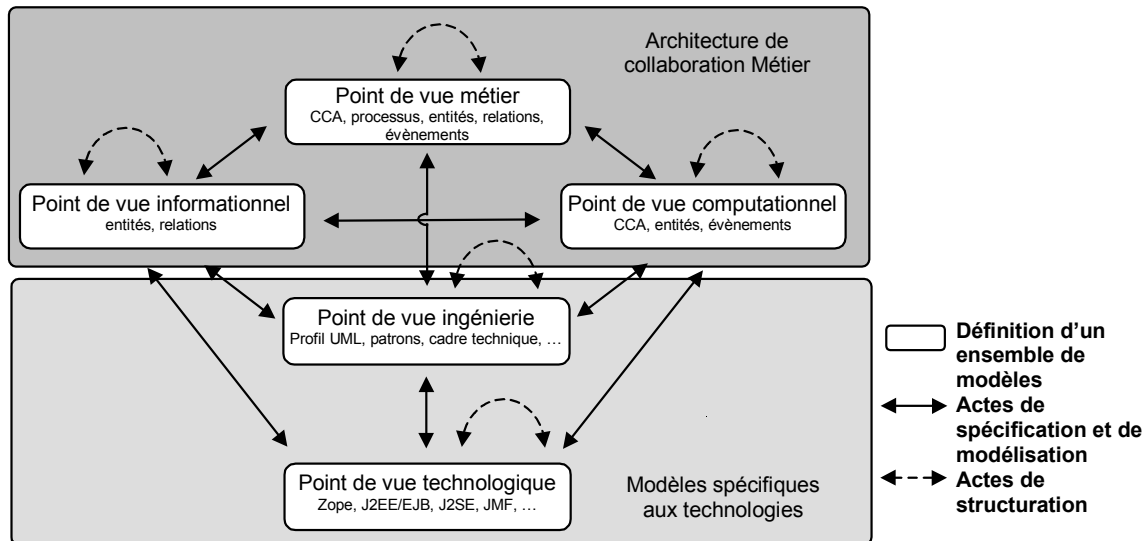 Architecture de
collaboration Métier
Point de vue métier
CCA, processus, entités, relations,
évènements
Point de vue informationnel
entités, relations
Point de vue computationnel
CCA, entités, évènements
Point de vue ingénierie
Profil UML, patrons, cadre technique, …
Point de vue technologique
Zope, J2EE/EJB, J2SE, JMF, …
Modèles spécifiques
aux technologies
Définition d’un
ensemble de
modèles
Actes de
spécification et de
modélisation
Actes de
structuration